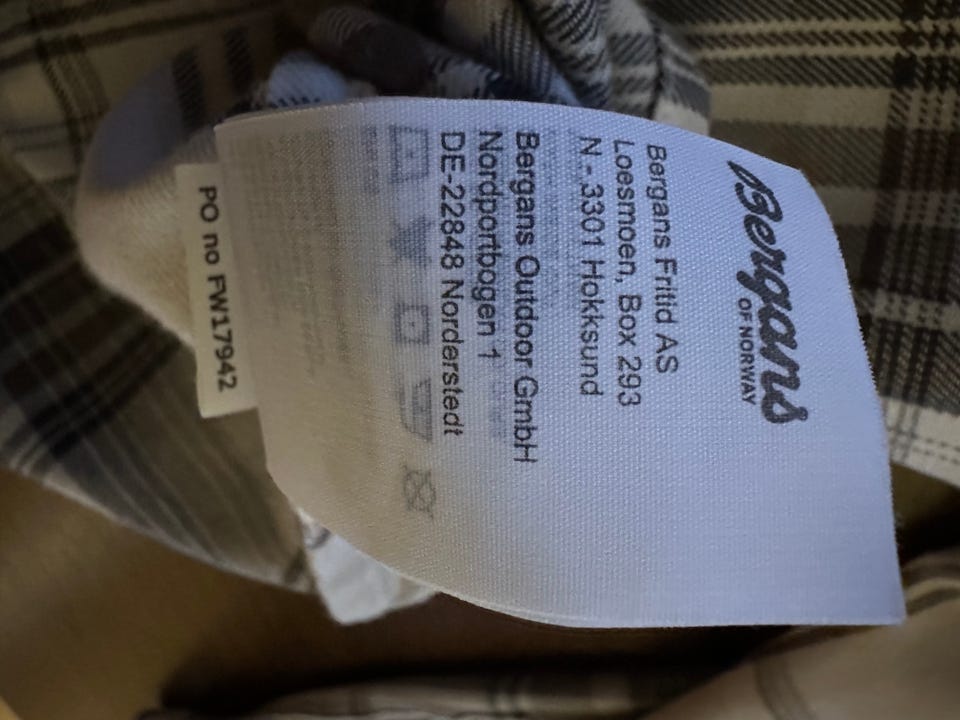 Bergans
OF NORWAY
Bergans Fritid AS
Loesmoen, Box 293
N - 3301 Hokksund
Bergans Outdoor GmbH
Nordportbogen 1
DE-22848 Norderstedt
PO no FW17942